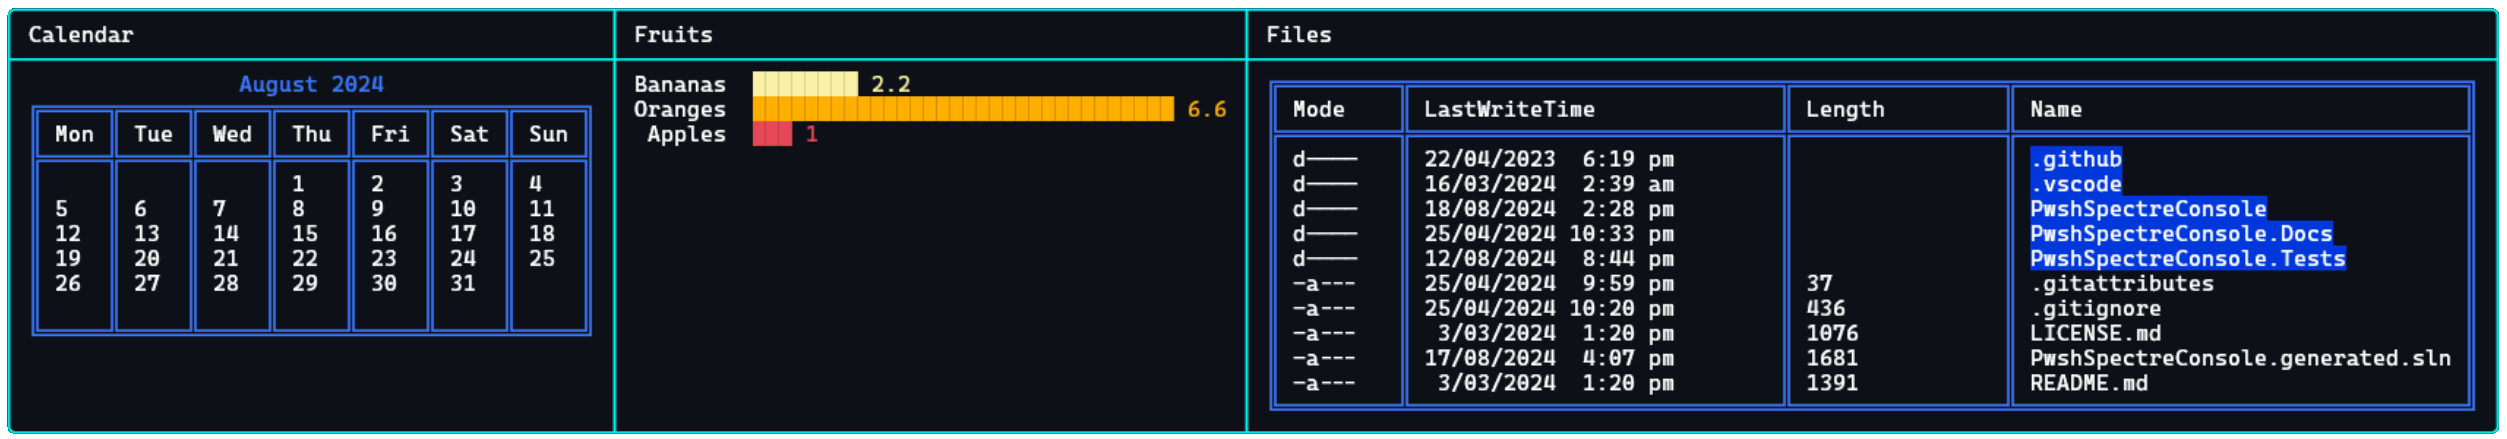 Calendar
August 2024
Mon Tue Wed Thu Fri Sat Sun
1 2 3 4
5 6 7 8 9 10 11
12 13 14 15 16 17 18
19 20 21 22 23 24 25
26 27 28 29 30 31
Fruits
Bananas 2.2
Oranges 6.6
Apples 1
Files
Mode LastWriteTime Length Name
d---- 22/04/2023 6:19 pm .github
d---- 16/03/2024 2:39 am .vscode
d---- 18/08/2024 2:28 pm PwshSpectreConsole
d---- 25/04/2024 10:33 pm PwshSpectreConsole.Docs
d---- 12/08/2024 8:44 pm PwshSpectreConsole.Tests
-a--- 25/04/2024 9:59 pm 37 .gitattributes
-a--- 25/04/2024 10:20 pm 436 .gitignore
-a--- 3/03/2024 1:20 pm 1076 LICENSE.md
-a--- 17/08/2024 4:07 pm 1681 PwshSpectreConsole.generated.sln
-a--- 3/03/2024 1:20 pm 1391 README.md